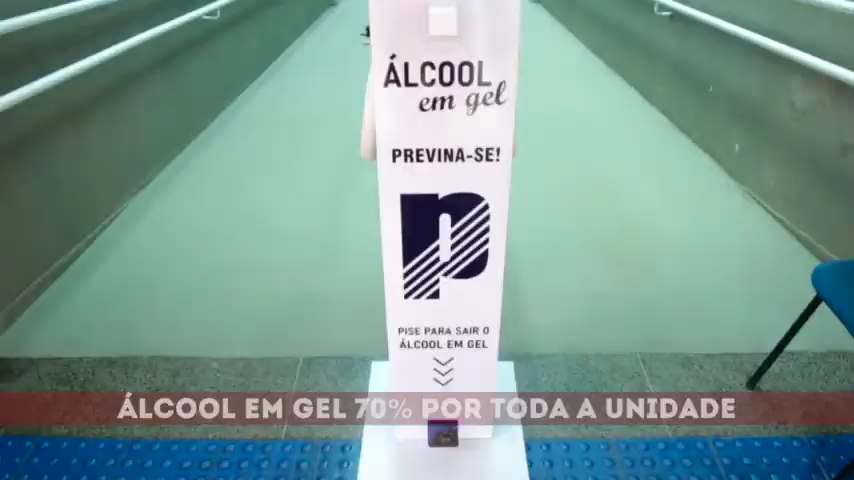 ÁLCOOL
em gel
PREVINA-SE!
p
PISE PARA SAIR O
ÁLCOOL EM GEL
ÁLCOOL EM GEL 70% POR TODA A UNIDADE